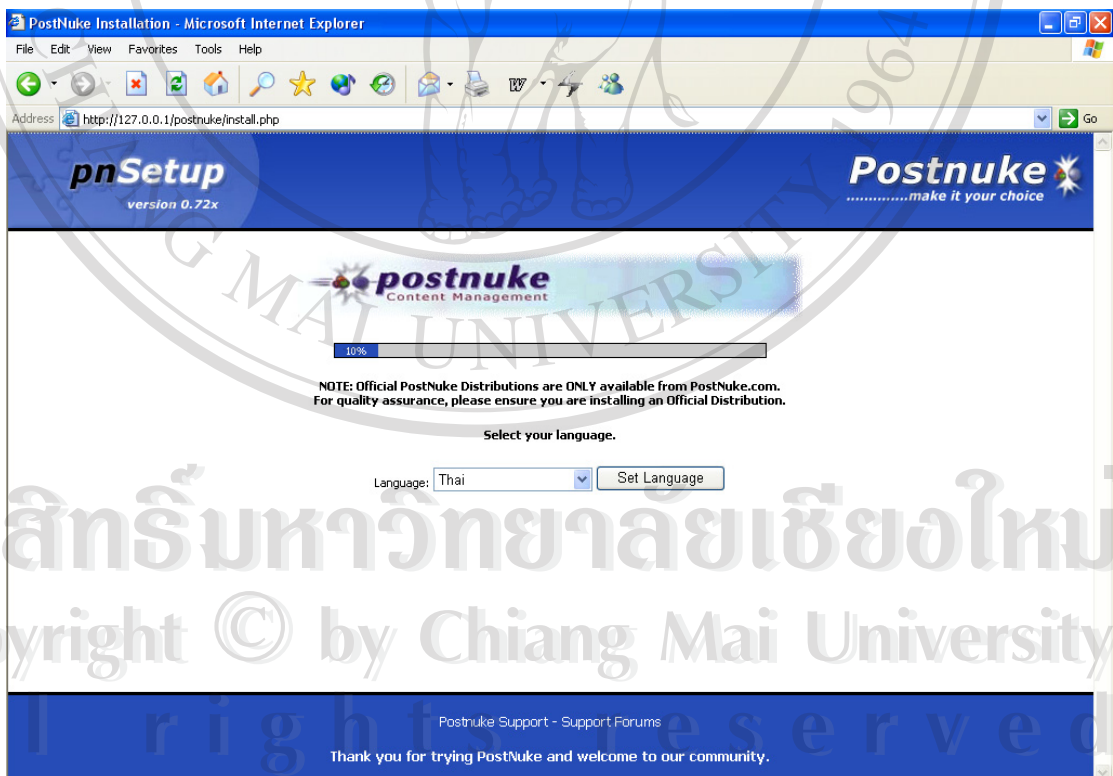 PostNuke Installation - Microsoft Internet Explorer
File Edit View Favorites Tools Help
Address http://127.0.0.1/postnuke/install.php Go
pnSetup
version 0.72x
Postnuke
..............make it your choice
postnuke
Content Management
10%
NOTE: Official PostNuke Distributions are ONLY available from PostNuke.com.
For quality assurance, please ensure you are installing an Official Distribution.
Select your language.
Language: Thai Set Language
Postnuke Support - Support Forums
Thank you for trying PostNuke and welcome to our community.
CHIANG MAI UNIVERSITY 1964
สิทธิ์มหาวิทยาลัยเชียงใหม่
yright © by Chiang Mai University
l rights reserved